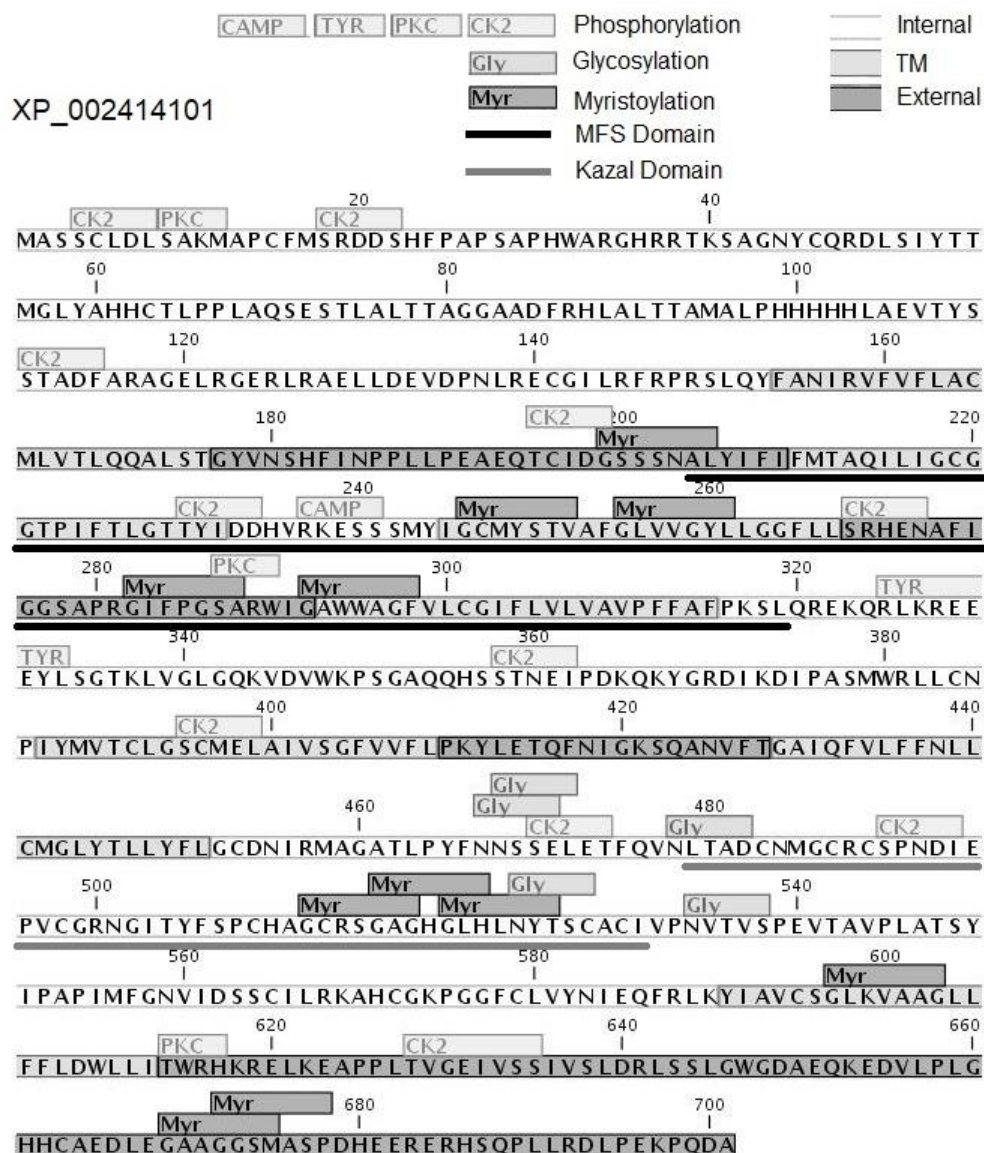 CAMP TYR PKC CK2 Phosphorylation Internal
Gly Glycosylation TM
Myr Myristoylation External
XP_002414101
MFS Domain
Kazal Domain
20 40
CK2 PKC CK2
MASSCLDLSAKMAPCFMSRDDSHFPAPSAPHWARGHRRTKSAGNYCQRDLSIYTT
60 80 100
MGLYAHHCTLPPLAQSESTLALTTAGGAADFRHLALTTAMALPHHHHHLAEVTYS
CK2 120 140 160
STADFARAGELRGERLRAELLDEVDPNLRECGILRFRPRSLQYFANIRVFVFLAC
CK2
180 200 220
Myr
MLVTLQQALSTGYVNSHFINPPLLPEAEQTCIDGSSSNALYIFIFMTAQILIGCG
240 260
CK2 CAMP Myr Myr CK2
GTPIFTLGTTYIDDHVRKESSSMYIGCMYSTVAFGLVVGYLLGGFLLSRHENAFI
PKC
280 300 320
Myr Myr TYR
GGSAPRGIFPGSARWIGAWWAGFVLCGIFLVLVAVPFFAFPKSLQREKQRLKREE
TYR 340 CK2 360 380
EYLSGTKLVGLGQKVDVWKPSGAQQHSSTNEIPDKQKYGRDIKDIPASMWRLLCN
CK2 400 420 440
PIYMVTCLGSCMELAIVSGFVVFLPKYLETQFNIGKSQANVFTGAIQFVLFFNLL
Gly
460 Gly 480
CK2 Gly CK2
CMGLYTLLYFLGCDNIRMAGATLPYFNNSSELETFQVNLTADCNMGCRCSPNDIE
Myr Gly
500 Myr Myr Gly 540
PVCGRNGITYFSPCHAGCRSGAGHGLHLNYTSCACIVPNVTVSPEVTAVPLATSY
560 580 600
Myr
IPAPIMFGNVIDSSCILRKAHCGKPGGFCLVYNIEQFRLKYIAVCSGLKVAAGLL
PKC 620 CK2 640 660
FFLDWLLITWRHKRELKEAPPLTVGEIVSSIVSLDRLSSLGWGDAEQKEDVLPLG
Myr
Myr 680 700
HHCAEDLEGAAGGSMASPDHEERERHSQPLLRDLPEKPQDA